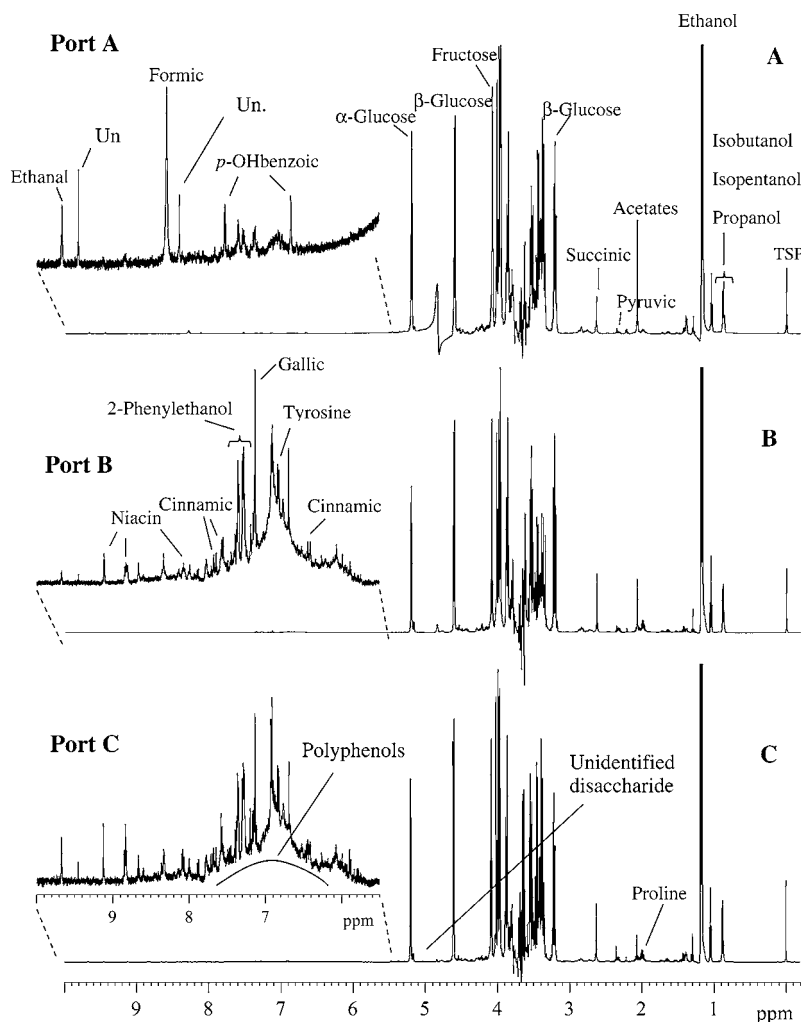 Port A
Ethanol
A
Formic
Fructose
Un
Un.
α-Glucose
β-Glucose
β-Glucose
Isobutanol
Ethanal
p-OHbenzoic
Isopentanol
Acetates
Propanol
Succinic
TSP
Pyruvic
Gallic
2-Phenylethanol
Tyrosine
B
Port B
Cinnamic
Cinnamic
Niacin
Port C
Polyphenols
Unidentified
disaccharide
C
Proline
9 8 7 ppm
9 8 7 6 5 4 3 2 1 ppm